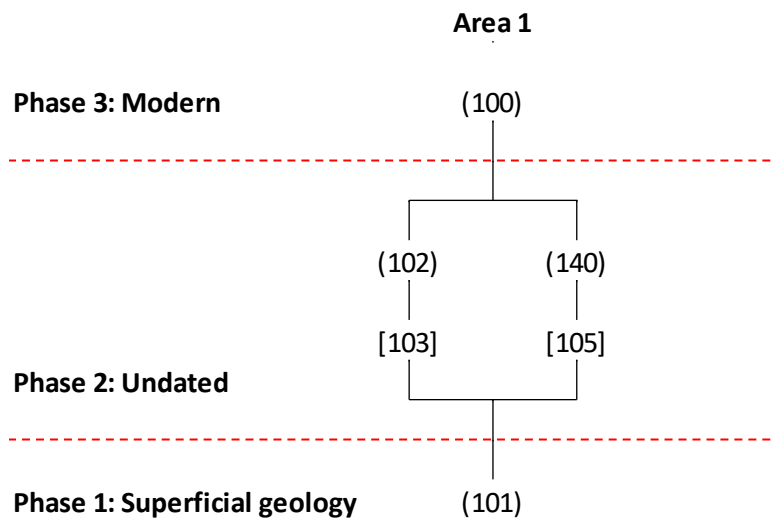 Area 1
Phase 3: Modern (100)
(102) (140)
[103] [105]
Phase 2: Undated
Phase 1: Superficial geology (101)